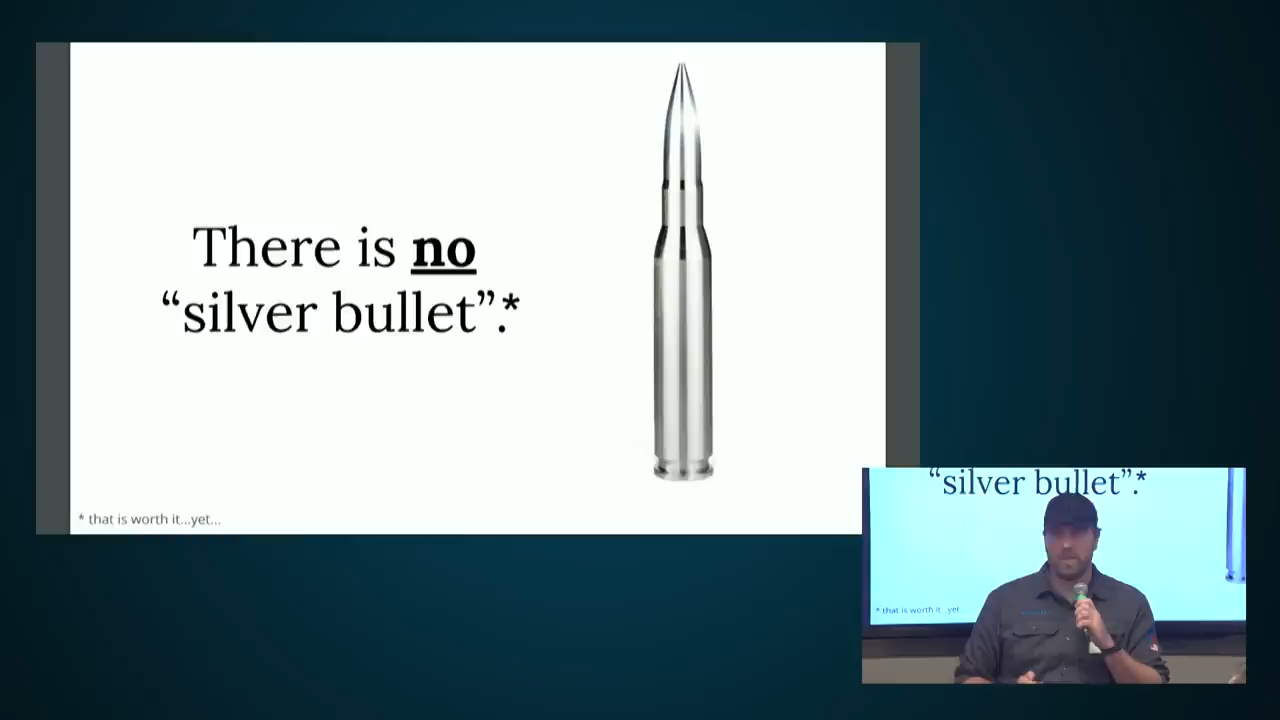 There is no
“silver bullet”.*
* that is worth it...yet...
“silver bullet”.*
* that is worth it...yet